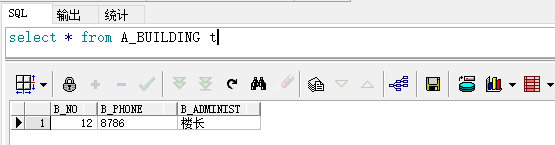 SQL 输出 统计
select * from A_BUILDING t
B_NO B_PHONE B_ADMINIST
1 12 8786 楼长